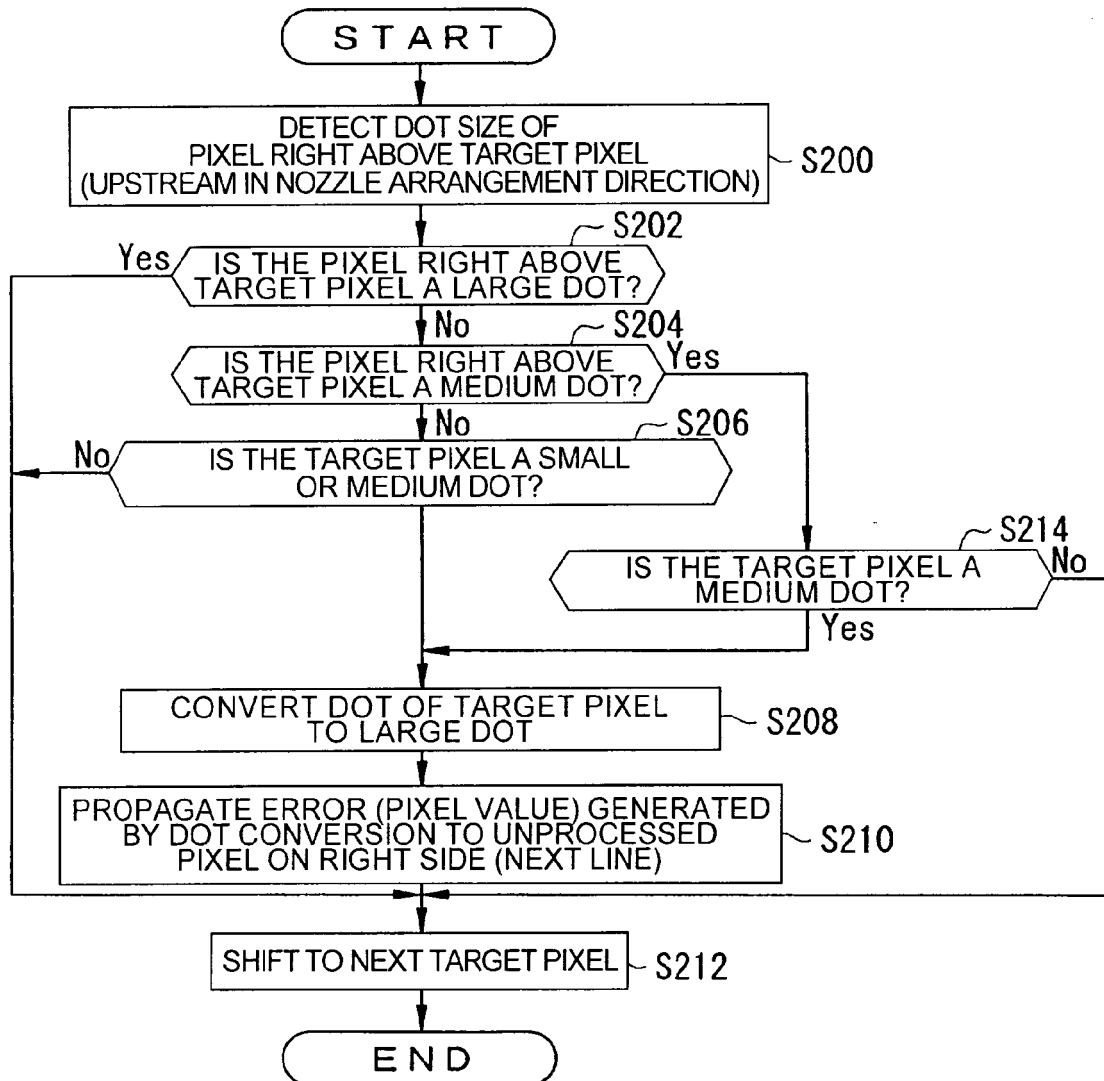 START
DETECT DOT SIZE OF
PIXEL RIGHT ABOVE TARGET PIXEL
(UPSTREAM IN NOZZLE ARRANGEMENT DIRECTION)
S200
S202
Yes
IS THE PIXEL RIGHT ABOVE
TARGET PIXEL A LARGE DOT?
No
S204
IS THE PIXEL RIGHT ABOVE
TARGET PIXEL A MEDIUM DOT?
Yes
No
S206
No
IS THE TARGET PIXEL A SMALL
OR MEDIUM DOT?
S214
IS THE TARGET PIXEL A
MEDIUM DOT?
No
Yes
CONVERT DOT OF TARGET PIXEL
TO LARGE DOT
S208
PROPAGATE ERROR (PIXEL VALUE) GENERATED
BY DOT CONVERSION TO UNPROCESSED
PIXEL ON RIGHT SIDE (NEXT LINE)
S210
SHIFT TO NEXT TARGET PIXEL
S212
END